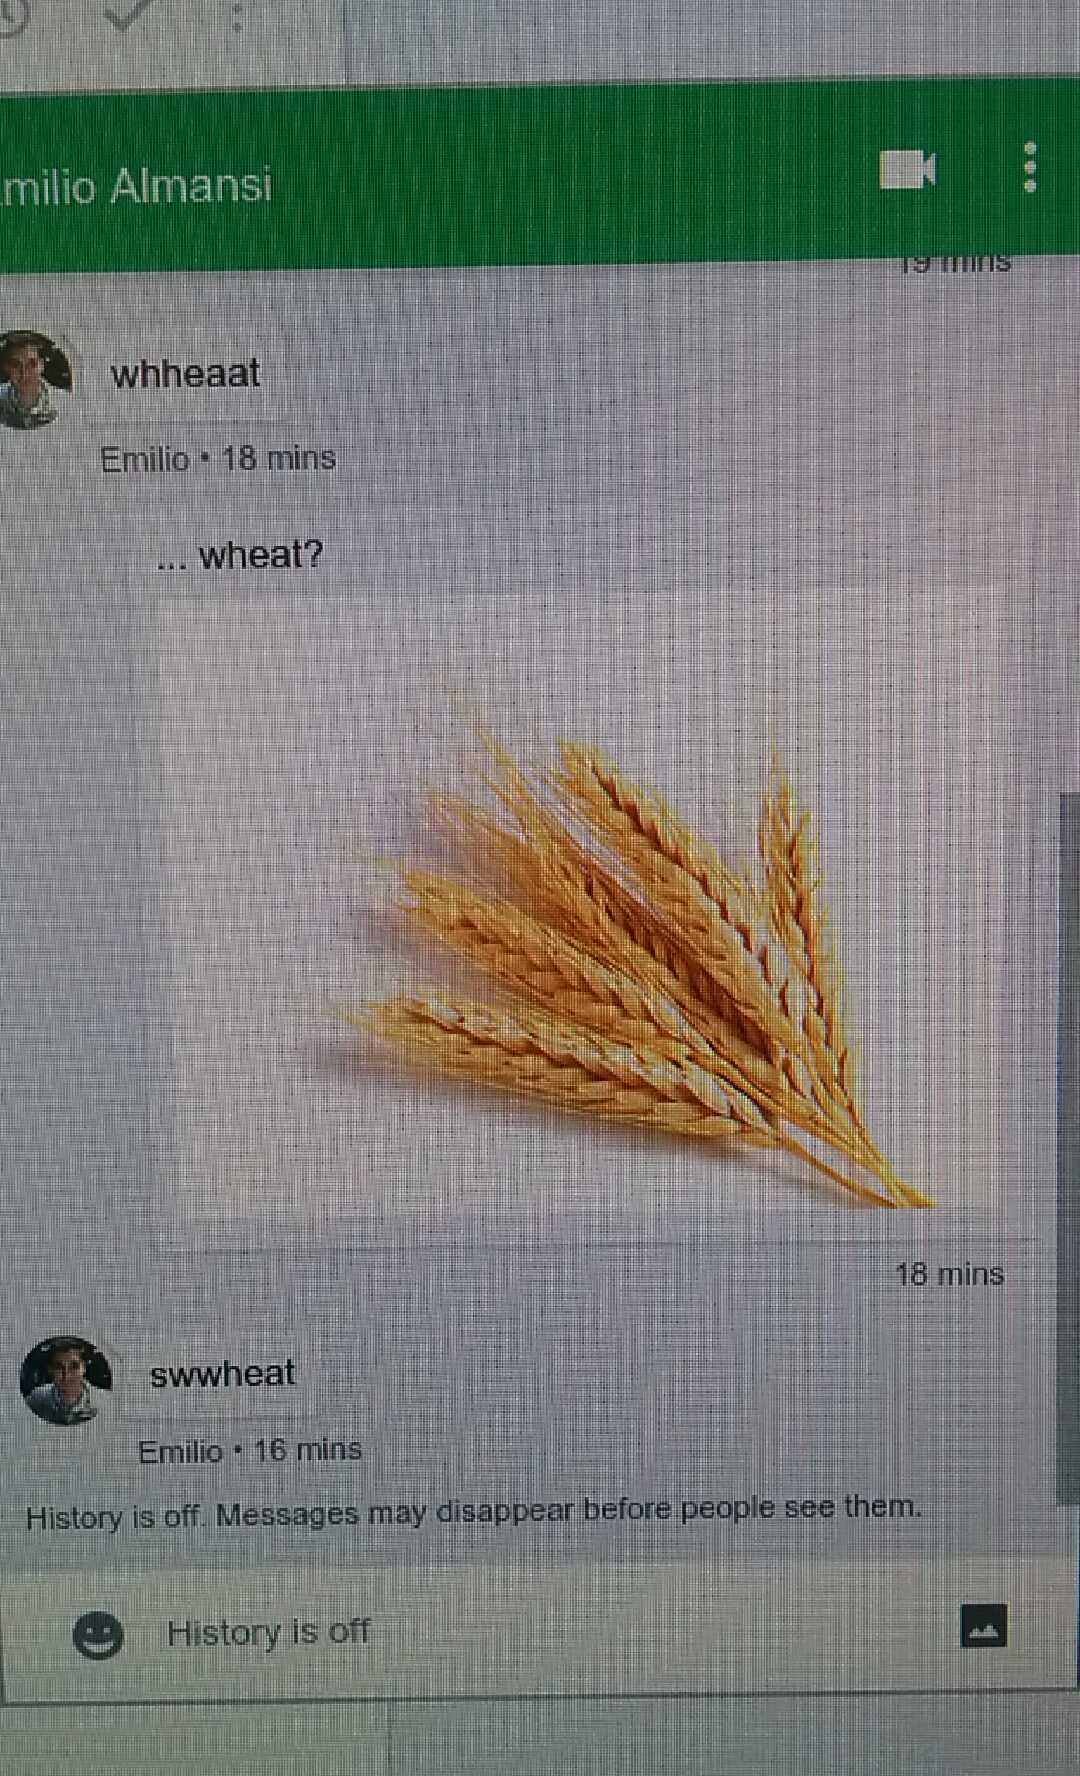 milio Almansi
19 mins
whheaat
Emilio • 18 mins
... wheat?
18 mins
swwheat
Emilio • 16 mins
History is off. Messages may disappear before people see them.
History is off